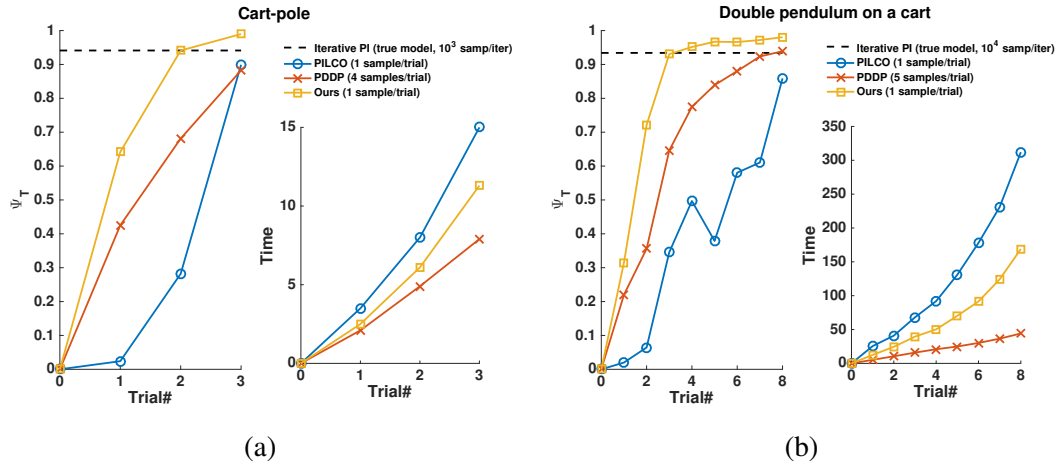 Cart-pole
1
0.9
0.8
0.7
0.6
0.5
0.4
0.3
0.2
0.1
0
Ψ_T
0 1 2 3
Trial#
Iterative PI (true model, 10³ samp/iter)
PILCO (1 sample/trial)
PDDP (4 samples/trial)
Ours (1 sample/trial)
15
10
5
0
Time
0 1 2 3
Trial#
(a)
Double pendulum on a cart
1
0.9
0.8
0.7
0.6
0.5
0.4
0.3
0.2
0.1
0
Ψ_T
0 2 4 6 8
Trial#
Iterative PI (true model, 10⁴ samp/iter)
PILCO (1 sample/trial)
PDDP (5 samples/trial)
Ours (1 sample/trial)
350
300
250
200
150
100
50
0
Time
0 2 4 6 8
Trial#
(b)